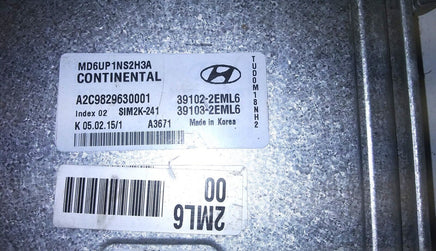 MD6UP1NS2H3A
CONTINENTAL
A2C9829630001
39102-2EML6
Index 02 SIM2K-241
39103-2EML6
K 05.02.15/1 A3671
Made in Korea
TUD0M18NH2
2ML6
00